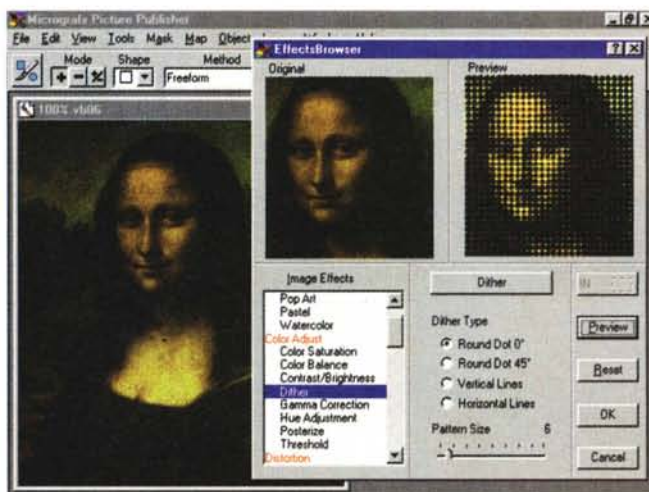 Micrografx Picture Publisher
File Edit View Tools Mask Map Object
Mode Shape Method
Freeform
100% vb06
EffectsBrowser
Original Preview
Image Effects
Pop Art
Pastel
Watercolor
Color Adjust
Color Saturation
Color Balance
Contrast/Brightness
Dither
Gamma Correction
Hue Adjustment
Posterize
Threshold
Distortion
Dither
Dither Type
Round Dot 0°
Round Dot 45°
Vertical Lines
Horizontal Lines
Pattern Size 6
IN
Preview
Reset
OK
Cancel